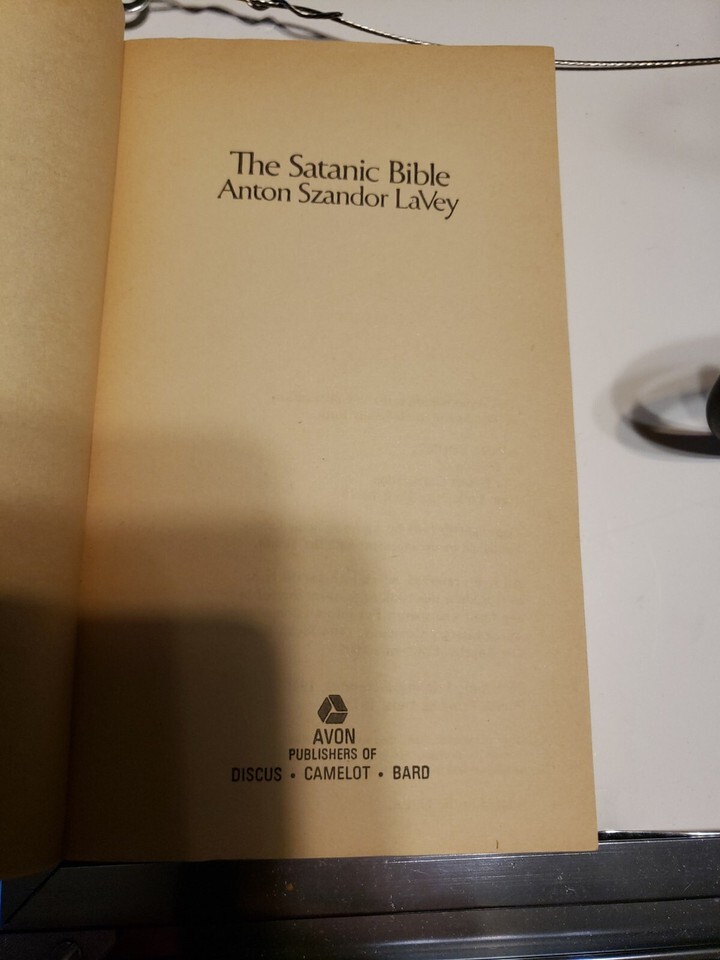 The Satanic Bible
Anton Szandor LaVey
AVON
PUBLISHERS OF
DISCUS • CAMELOT • BARD